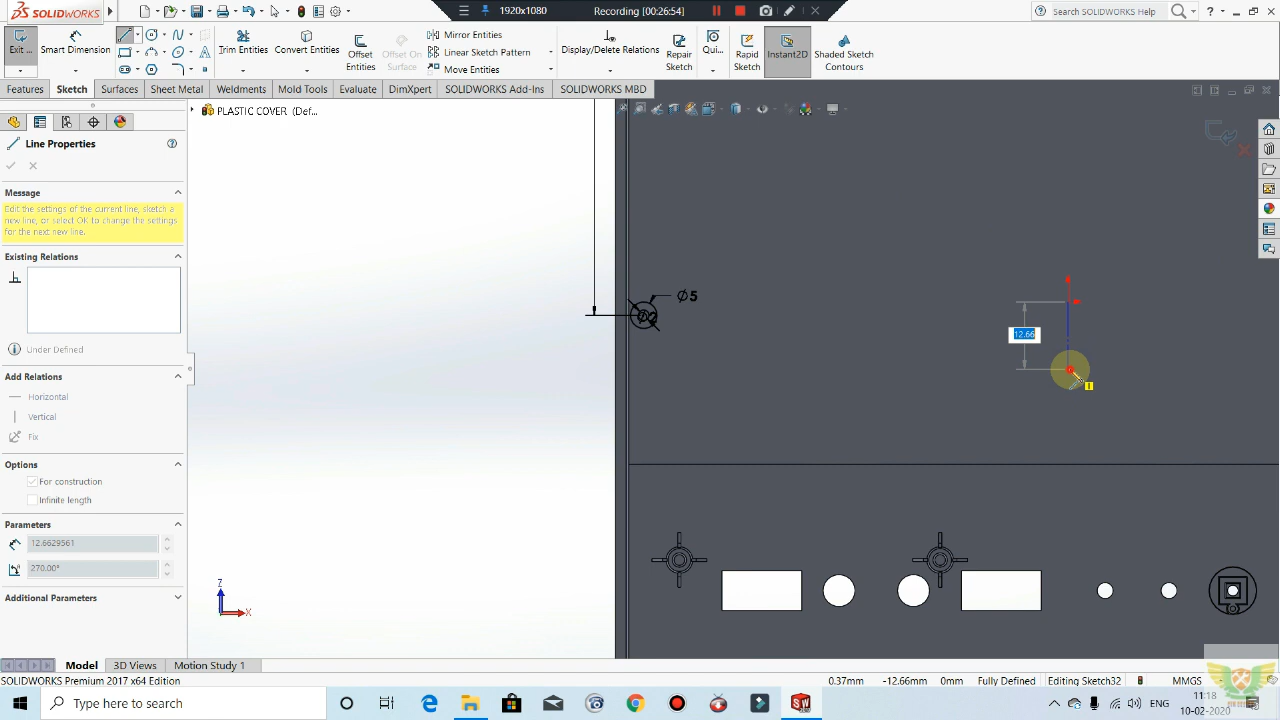 SOLIDWORKS
1920x1080
Recording [00:26:54]
Search SOLIDWORKS Help
Exit ...
Smart Dimension
Trim Entities
Convert Entities
Offset Entities
Offset On Surface
Mirror Entities
Linear Sketch Pattern
Move Entities
Display/Delete Relations
Repair Sketch
Qui...
Rapid Sketch
Instant2D
Shaded Sketch Contours
Features
Sketch
Surfaces
Sheet Metal
Weldments
Mold Tools
Evaluate
DimXpert
SOLIDWORKS Add-Ins
SOLIDWORKS MBD
PLASTIC COVER (Def...
Line Properties
Message
Edit the settings of the current line, sketch a
new line, or select OK to change the settings
for the next new line.
Existing Relations
Under Defined
Add Relations
Horizontal
Vertical
Fix
Options
For construction
Infinite length
Parameters
12.6629561
270.00°
Additional Parameters
∅5
12.66
Z
X
Model
3D Views
Motion Study 1
SOLIDWORKS Premium 2017 x64 Edition
0.37mm
-12.66mm
0mm
Fully Defined
Editing Sketch32
MMGS
Type here to search
ENG
11:18
10-02-2020